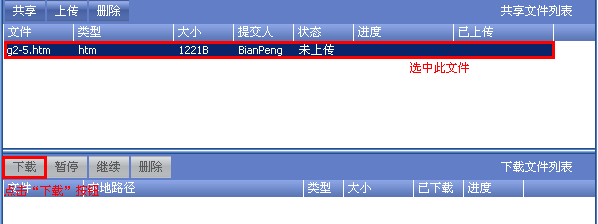 共享 上传 删除 共享文件列表
文件 类型 大小 提交人 状态 进度 已上传
g2-5.htm htm 1221B BianPeng 未上传
选中此文件
下载 暂停 继续 删除 下载文件列表
文件 本地路径 类型 大小 已下载 进度
点击“下载”按钮